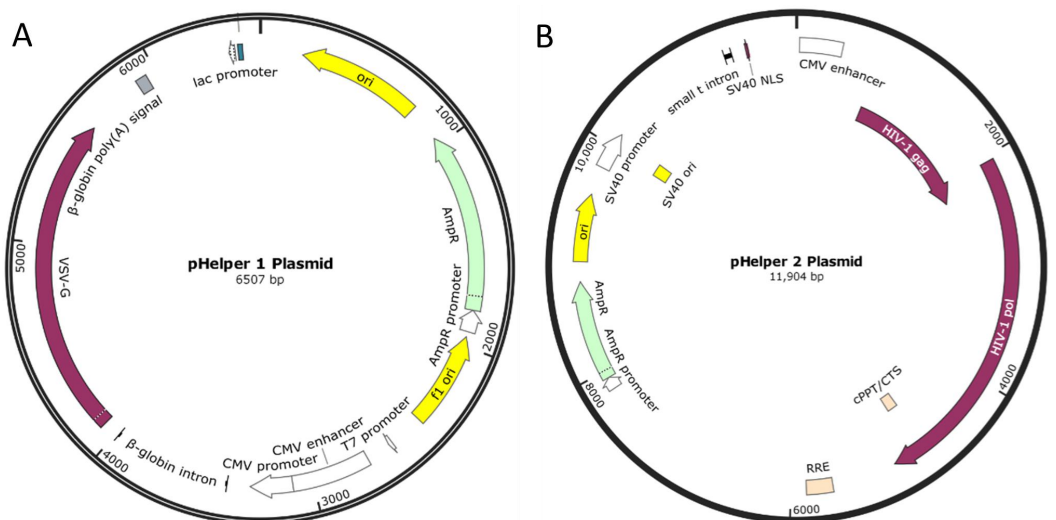 A
6000
lac promoter
ori
1000
β-globin poly(A) signal
AmpR
5000
VSV-G
pHelper 1 Plasmid
6507 bp
AmpR promoter
2000
f1 ori
T7 promoter
CMV enhancer
CMV promoter
β-globin intron
4000
3000
B
small t intron
SV40 NLS
CMV enhancer
10,000
SV40 promoter
SV40 ori
HIV-1 gag
2000
ori
pHelper 2 Plasmid
11,904 bp
AmpR
AmpR promoter
8000
HIV-1 pol
4000
cPPT/CTS
RRE
6000